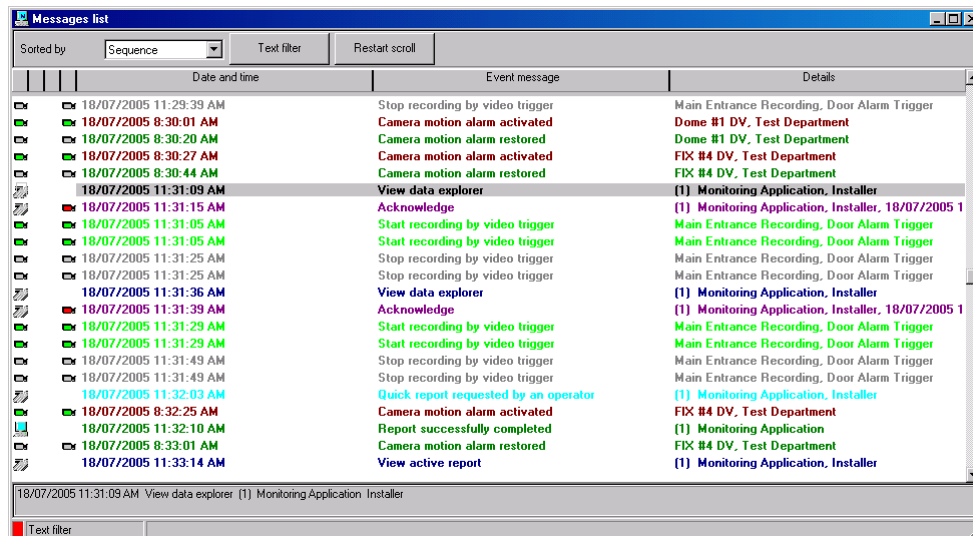 Messages list
Sorted by Sequence Text filter Restart scroll
Date and time Event message Details
18/07/2005 11:29:39 AM Stop recording by video trigger Main Entrance Recording, Door Alarm Trigger
18/07/2005 8:30:01 AM Camera motion alarm activated Dome #1 DV, Test Department
18/07/2005 8:30:20 AM Camera motion alarm restored Dome #1 DV, Test Department
18/07/2005 8:30:27 AM Camera motion alarm activated FIX #4 DV, Test Department
18/07/2005 8:30:44 AM Camera motion alarm restored FIX #4 DV, Test Department
18/07/2005 11:31:09 AM View data explorer (1) Monitoring Application, Installer
18/07/2005 11:31:15 AM Acknowledge (1) Monitoring Application, Installer, 18/07/2005 1
18/07/2005 11:31:05 AM Start recording by video trigger Main Entrance Recording, Door Alarm Trigger
18/07/2005 11:31:05 AM Start recording by video trigger Main Entrance Recording, Door Alarm Trigger
18/07/2005 11:31:25 AM Stop recording by video trigger Main Entrance Recording, Door Alarm Trigger
18/07/2005 11:31:25 AM Stop recording by video trigger Main Entrance Recording, Door Alarm Trigger
18/07/2005 11:31:36 AM View data explorer (1) Monitoring Application, Installer
18/07/2005 11:31:39 AM Acknowledge (1) Monitoring Application, Installer, 18/07/2005 1
18/07/2005 11:31:29 AM Start recording by video trigger Main Entrance Recording, Door Alarm Trigger
18/07/2005 11:31:29 AM Start recording by video trigger Main Entrance Recording, Door Alarm Trigger
18/07/2005 11:31:49 AM Stop recording by video trigger Main Entrance Recording, Door Alarm Trigger
18/07/2005 11:31:49 AM Stop recording by video trigger Main Entrance Recording, Door Alarm Trigger
18/07/2005 11:32:03 AM Quick report requested by an operator (1) Monitoring Application, Installer
18/07/2005 8:32:25 AM Camera motion alarm activated FIX #4 DV, Test Department
18/07/2005 11:32:10 AM Report successfully completed (1) Monitoring Application
18/07/2005 8:33:01 AM Camera motion alarm restored FIX #4 DV, Test Department
18/07/2005 11:33:14 AM View active report (1) Monitoring Application, Installer
18/07/2005 11:31:09 AM View data explorer (1) Monitoring Application Installer
Text filter